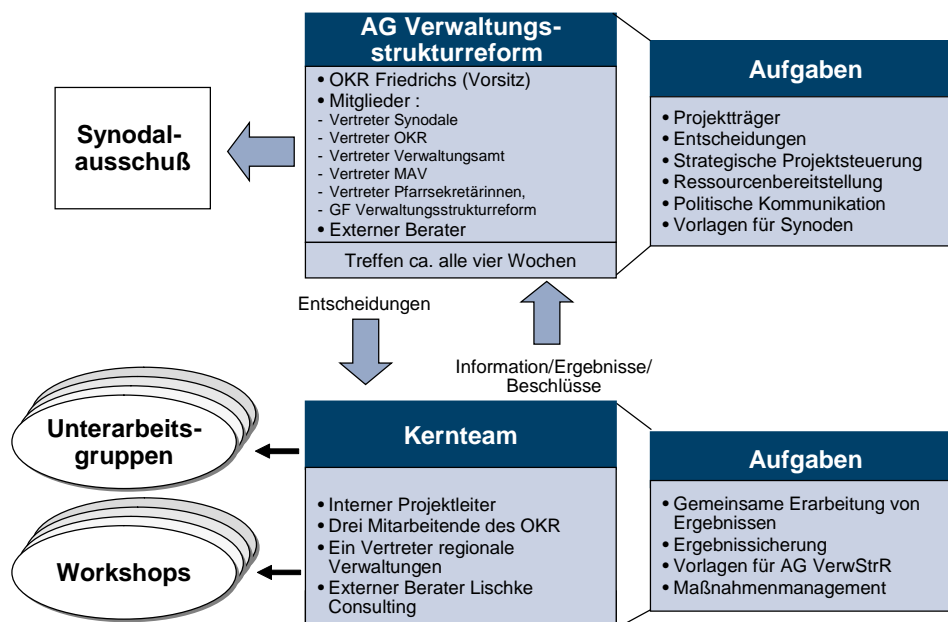 AG Verwaltungs-
strukturreform
• OKR Friedrichs (Vorsitz)
• Mitglieder :
- Vertreter Synodale
- Vertreter OKR
- Vertreter Verwaltungsamt
- Vertreter MAV
- Vertreter Pfarrsekretärinnen,
- GF Verwaltungsstrukturreform
• Externer Berater
Treffen ca. alle vier Wochen
Aufgaben
• Projektträger
• Entscheidungen
• Strategische Projektsteuerung
• Ressourcenbereitstellung
• Politische Kommunikation
• Vorlagen für Synoden
Synodal-
ausschuß
Entscheidungen
Information/Ergebnisse/
Beschlüsse
Unterarbeits-
gruppen
Workshops
Kernteam
• Interner Projektleiter
• Drei Mitarbeitende des OKR
• Ein Vertreter regionale
Verwaltungen
• Externer Berater Lischke
Consulting
Aufgaben
• Gemeinsame Erarbeitung von
Ergebnissen
• Ergebnissicherung
• Vorlagen für AG VerwStrR
• Maßnahmenmanagement